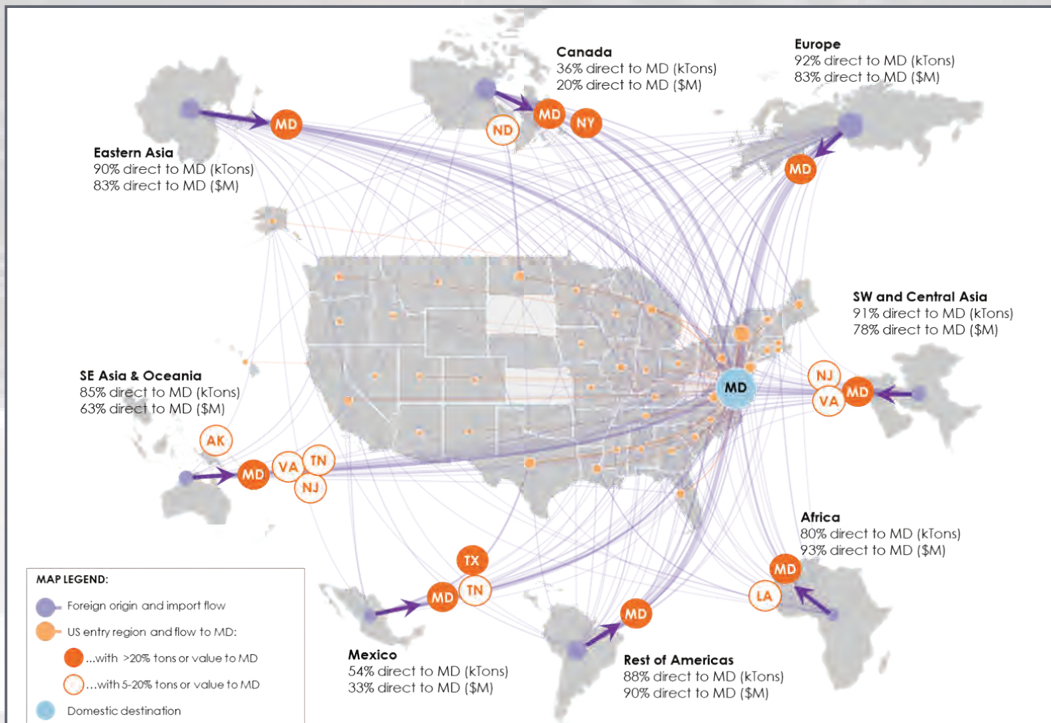 Canada
36% direct to MD (kTons)
20% direct to MD ($M)
ND
MD
NY
Europe
92% direct to MD (kTons)
83% direct to MD ($M)
MD
MD
Eastern Asia
90% direct to MD (kTons)
83% direct to MD ($M)
SW and Central Asia
91% direct to MD (kTons)
78% direct to MD ($M)
NJ
VA
MD
MD
SE Asia & Oceania
85% direct to MD (kTons)
63% direct to MD ($M)
AK
MD
VA
TN
NJ
Africa
80% direct to MD (kTons)
93% direct to MD ($M)
MD
LA
TX
MD
TN
MD
Mexico
54% direct to MD (kTons)
33% direct to MD ($M)
Rest of Americas
88% direct to MD (kTons)
90% direct to MD ($M)
MAP LEGEND:
Foreign origin and import flow
US entry region and flow to MD:
...with >20% tons or value to MD
...with 5-20% tons or value to MD
Domestic destination